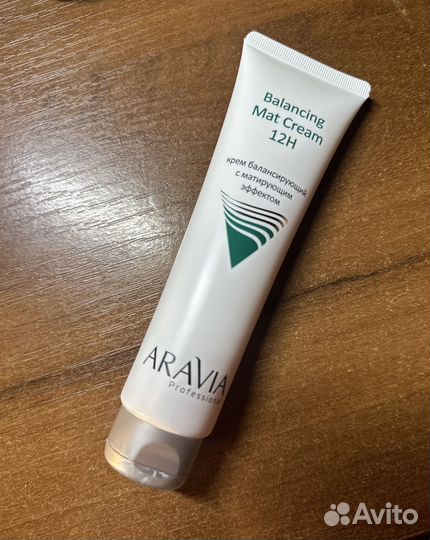 Balancing
Mat Cream
12H
крем балансирующий
с матирующим
эффектом
ARAVIA
Professional
Avito